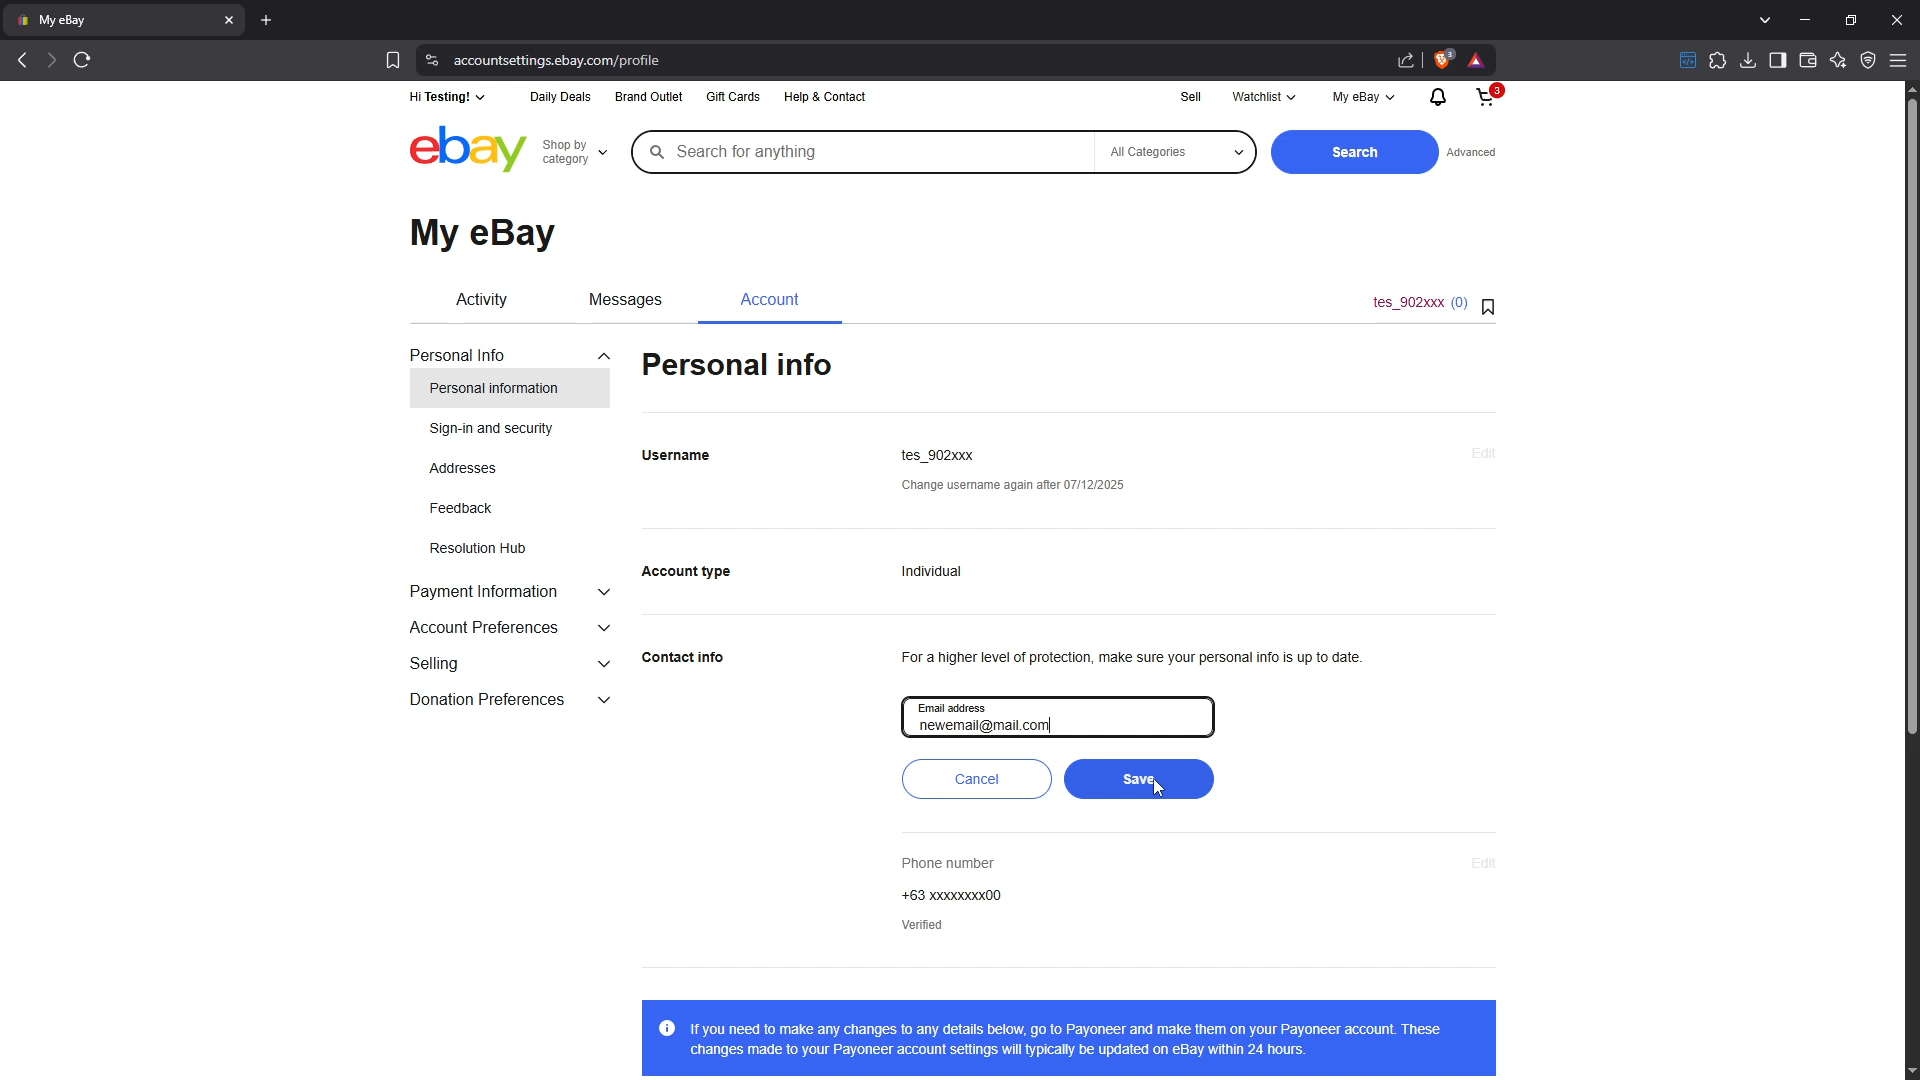 My eBay
accountsettings.ebay.com/profile
3
Hi Testing!
Daily Deals
Brand Outlet
Gift Cards
Help & Contact
Sell
Watchlist
My eBay
3
ebay
Shop by
category
Search for anything
All Categories
Search
Advanced
My eBay
Activity
Messages
Account
tes_902xxx (0)
Personal Info
Personal information
Sign-in and security
Addresses
Feedback
Resolution Hub
Payment Information
Account Preferences
Selling
Donation Preferences
Personal info
Username
tes_902xxx
Edit
Change username again after 07/12/2025
Account type
Individual
Contact info
For a higher level of protection, make sure your personal info is up to date.
Email address
newemail@mail.com
Cancel
Save
Phone number
Edit
+63 xxxxxxxx00
Verified
If you need to make any changes to any details below, go to Payoneer and make them on your Payoneer account. These
changes made to your Payoneer account settings will typically be updated on eBay within 24 hours.